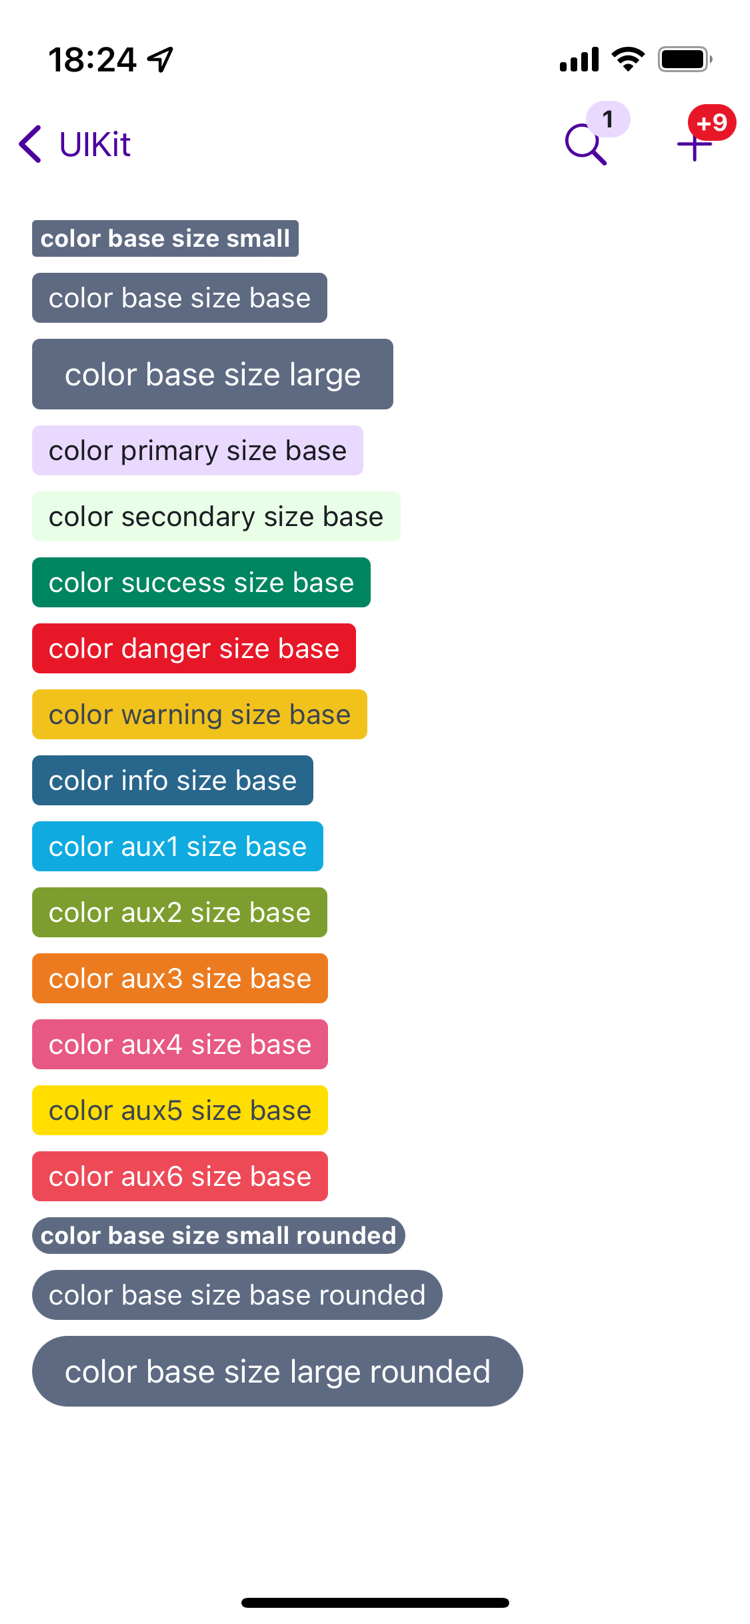 18:24
UIKit
1
+9
color base size small
color base size base
color base size large
color primary size base
color secondary size base
color success size base
color danger size base
color warning size base
color info size base
color aux1 size base
color aux2 size base
color aux3 size base
color aux4 size base
color aux5 size base
color aux6 size base
color base size small rounded
color base size base rounded
color base size large rounded